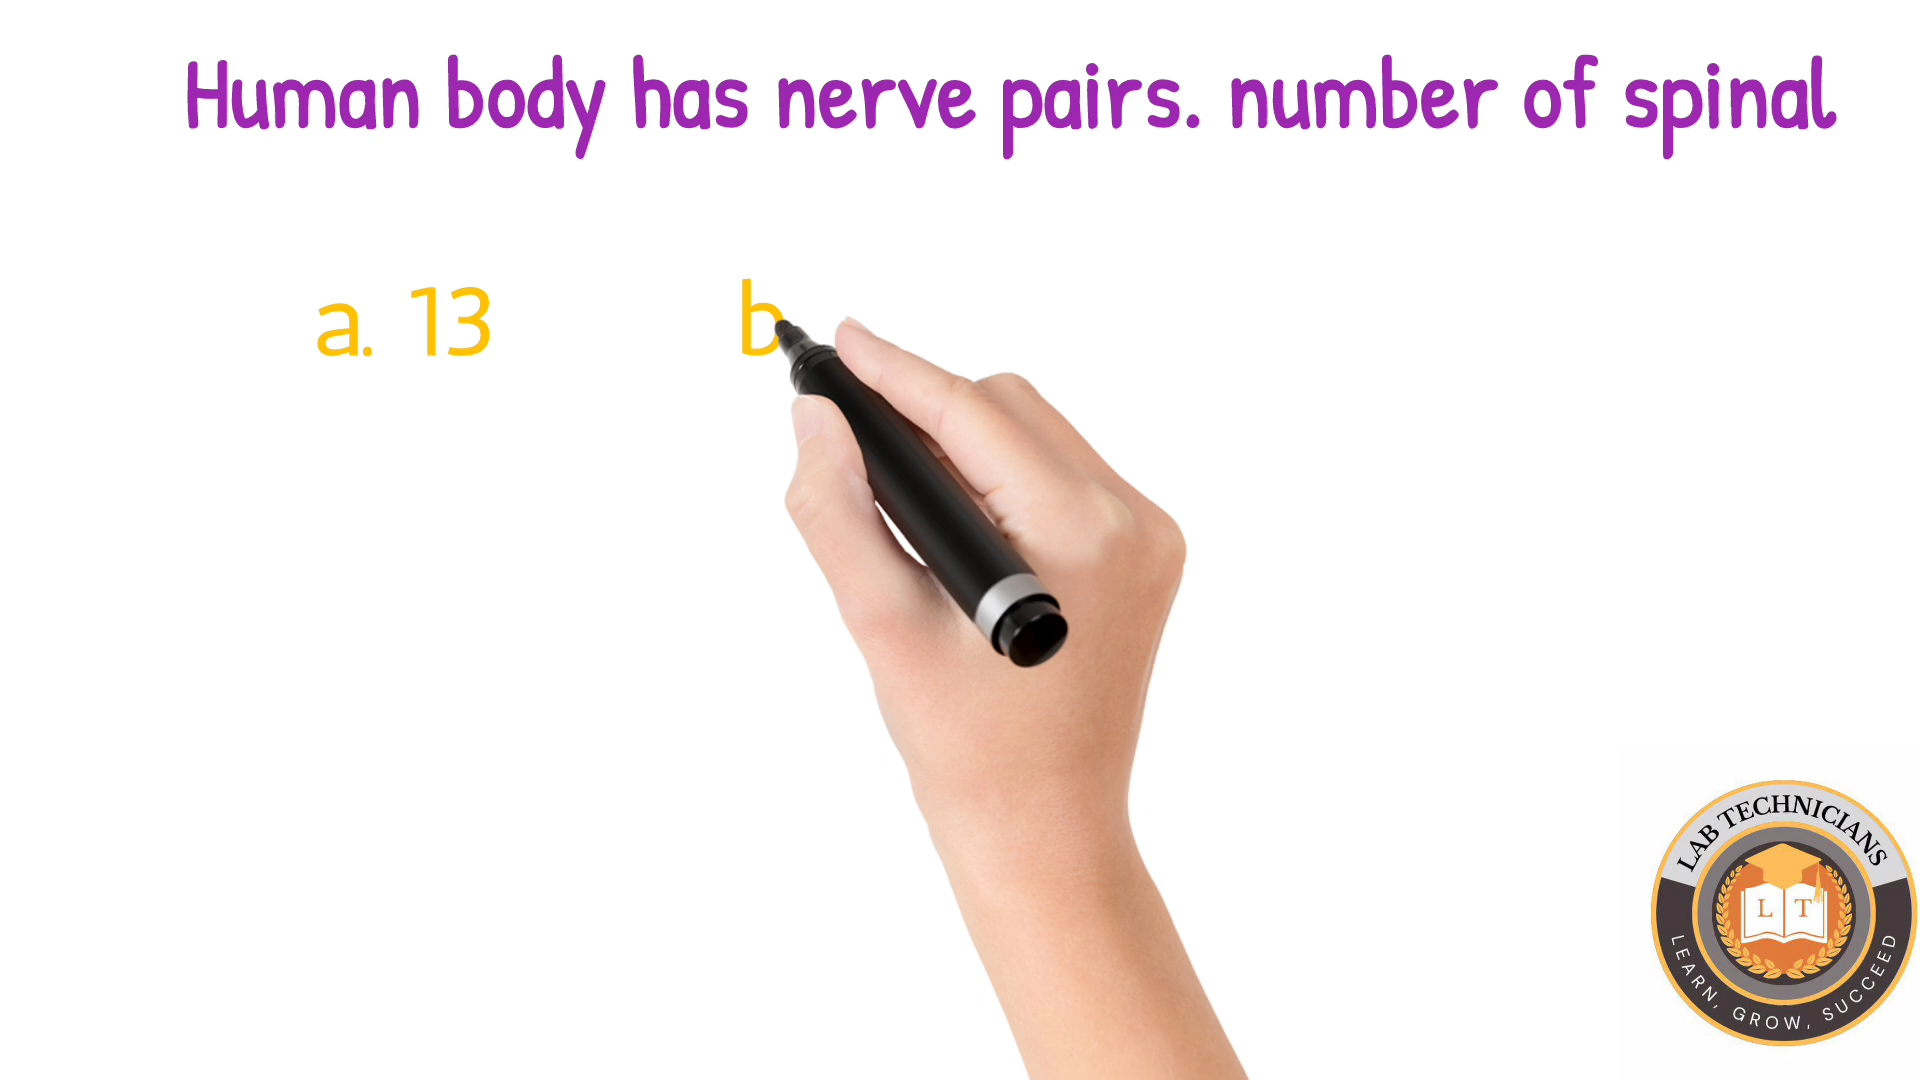 Human body has nerve pairs. number of spinal
a. 13
b
LAB TECHNICIANS
L T
LEARN, GROW, SUCCEED